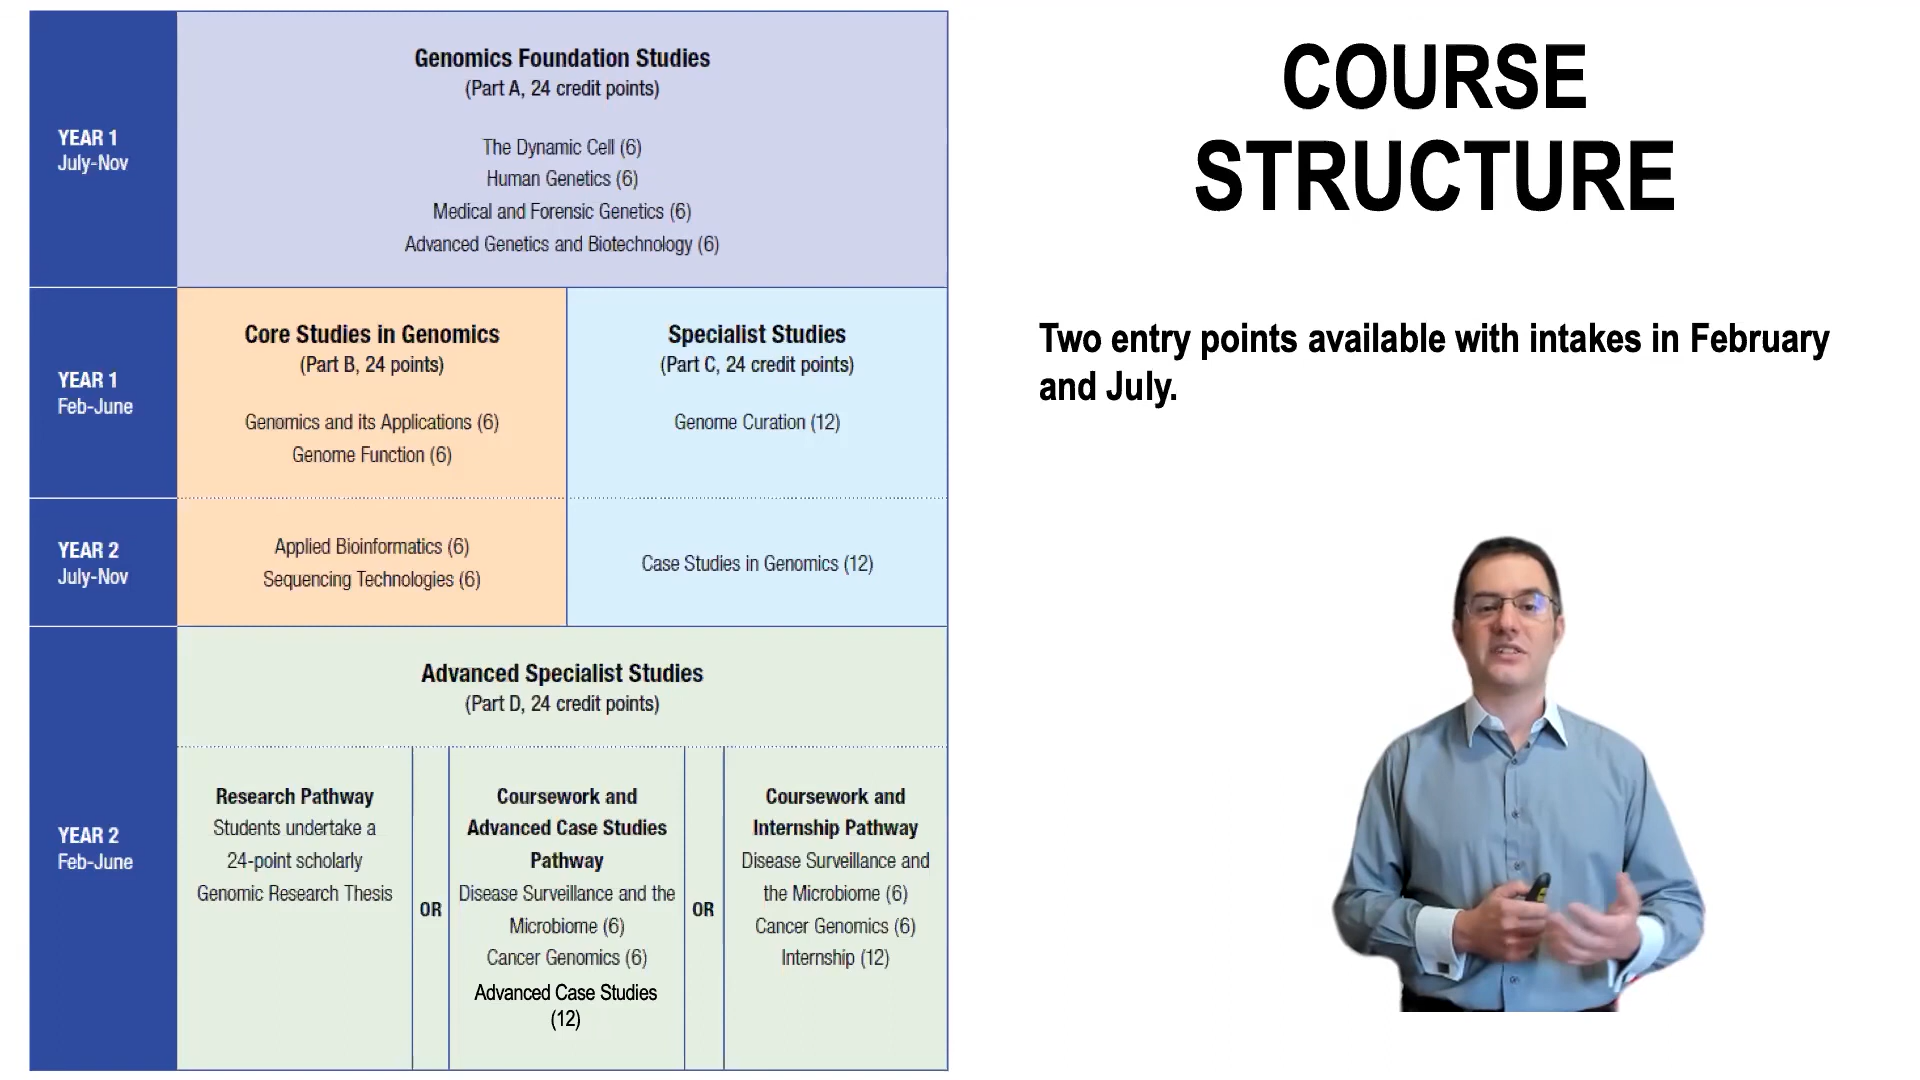 YEAR 1
July-Nov
Genomics Foundation Studies
(Part A, 24 credit points)
The Dynamic Cell (6)
Human Genetics (6)
Medical and Forensic Genetics (6)
Advanced Genetics and Biotechnology (6)
YEAR 1
Feb-June
Core Studies in Genomics
(Part B, 24 points)
Genomics and its Applications (6)
Genome Function (6)
Specialist Studies
(Part C, 24 credit points)
Genome Curation (12)
YEAR 2
July-Nov
Applied Bioinformatics (6)
Sequencing Technologies (6)
Case Studies in Genomics (12)
YEAR 2
Feb-June
Advanced Specialist Studies
(Part D, 24 credit points)
Research Pathway
Students undertake a
24-point scholarly
Genomic Research Thesis
OR
Coursework and
Advanced Case Studies
Pathway
Disease Surveillance and the
Microbiome (6)
Cancer Genomics (6)
Advanced Case Studies
(12)
OR
Coursework and
Internship Pathway
Disease Surveillance and
the Microbiome (6)
Cancer Genomics (6)
Internship (12)
COURSE
STRUCTURE
Two entry points available with intakes in February
and July.